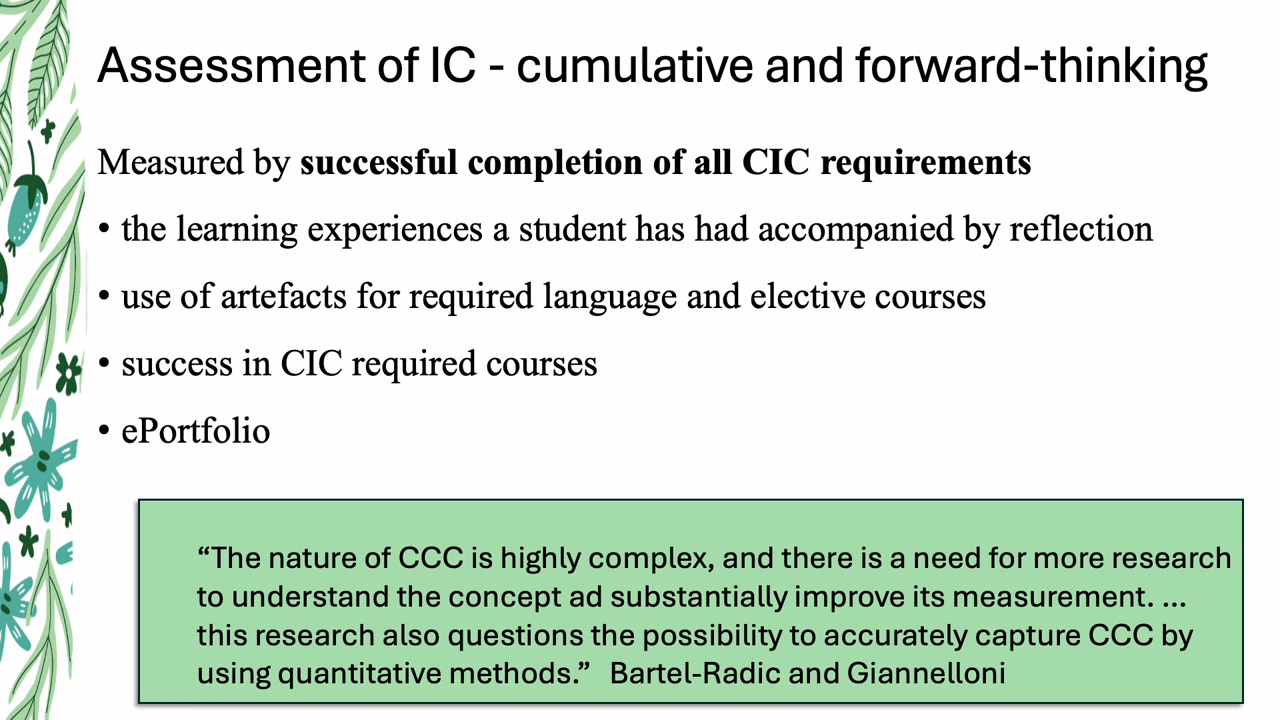 Assessment of IC - cumulative and forward-thinking
Measured by successful completion of all CIC requirements
• the learning experiences a student has had accompanied by reflection
• use of artefacts for required language and elective courses
• success in CIC required courses
• ePortfolio
“The nature of CCC is highly complex, and there is a need for more research
to understand the concept ad substantially improve its measurement. ...
this research also questions the possibility to accurately capture CCC by
using quantitative methods.” Bartel-Radic and Giannelloni